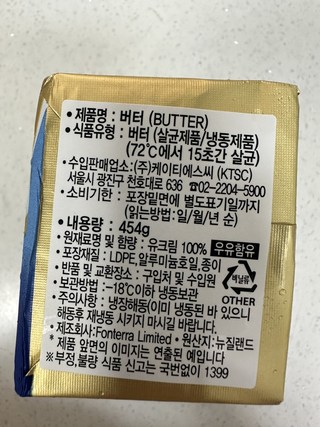 • 제품명 : 버터 (BUTTER)
• 식품유형 : 버터 (살균제품/냉동제품)
(72℃에서 15초간 살균)
• 수입판매업소:(주)케이티에스씨 (KTSC)
서울시 광진구 천호대로 636 ☎02-2204-5900
• 소비기한 : 포장밑면에 별도표기일까지
(읽는방법:일/월/년 순)
• 내용량 : 454g
• 원재료명 및 함량 : 유크림 100% 우유함유
• 포장재질 : LDPE,알루미늄호일,종이
• 반품 및 교환장소 : 구입처 및 수입원
• 보관방법 : -18℃이하 냉동보관
비닐류
OTHER
• 주의사항 : 냉장해동(이미 냉동된 바 있으니
해동후 재냉동 시키지 마시길 바랍니다.
• 제조회사:Fonterra Limited • 원산지:뉴질랜드
* 제품 앞면의 이미지는 연출된 예입니다
※부정,불량 식품 신고는 국번없이 1399